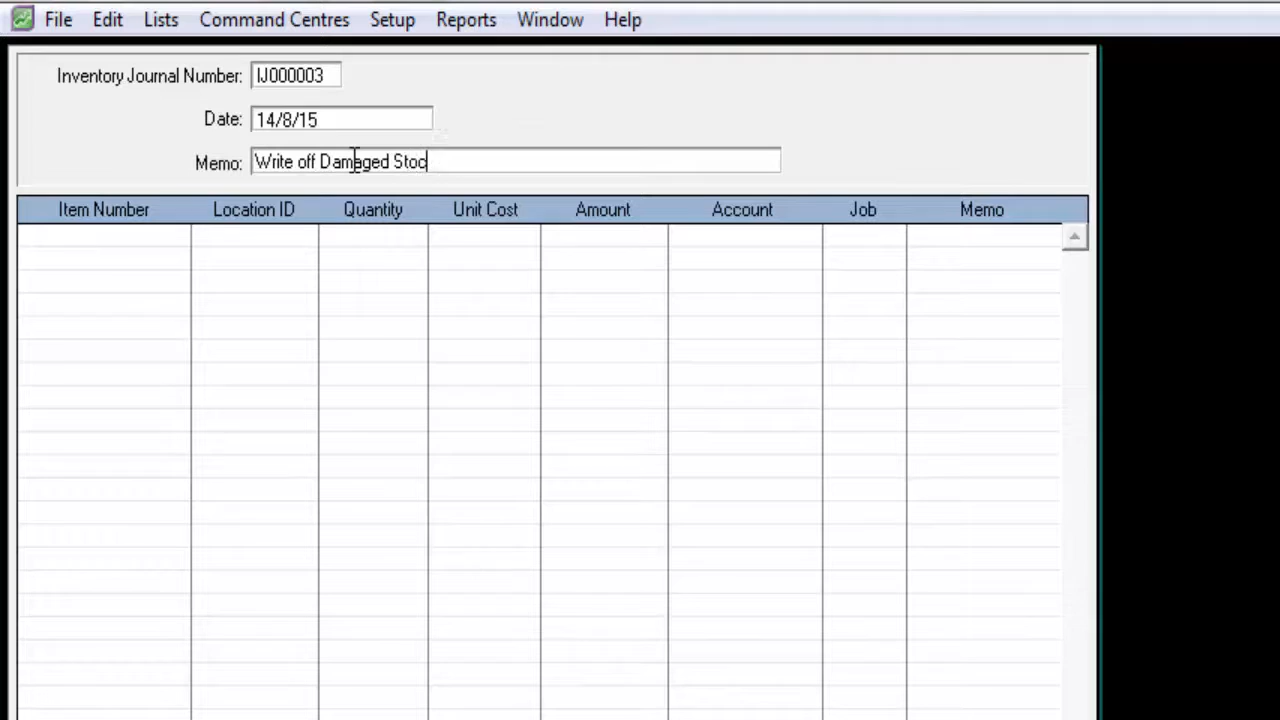 File Edit Lists Command Centres Setup Reports Window Help
Inventory Journal Number: IJ000003
Date: 14/8/15
Memo: Write off Damaged Stoc
Item Number Location ID Quantity Unit Cost Amount Account Job Memo